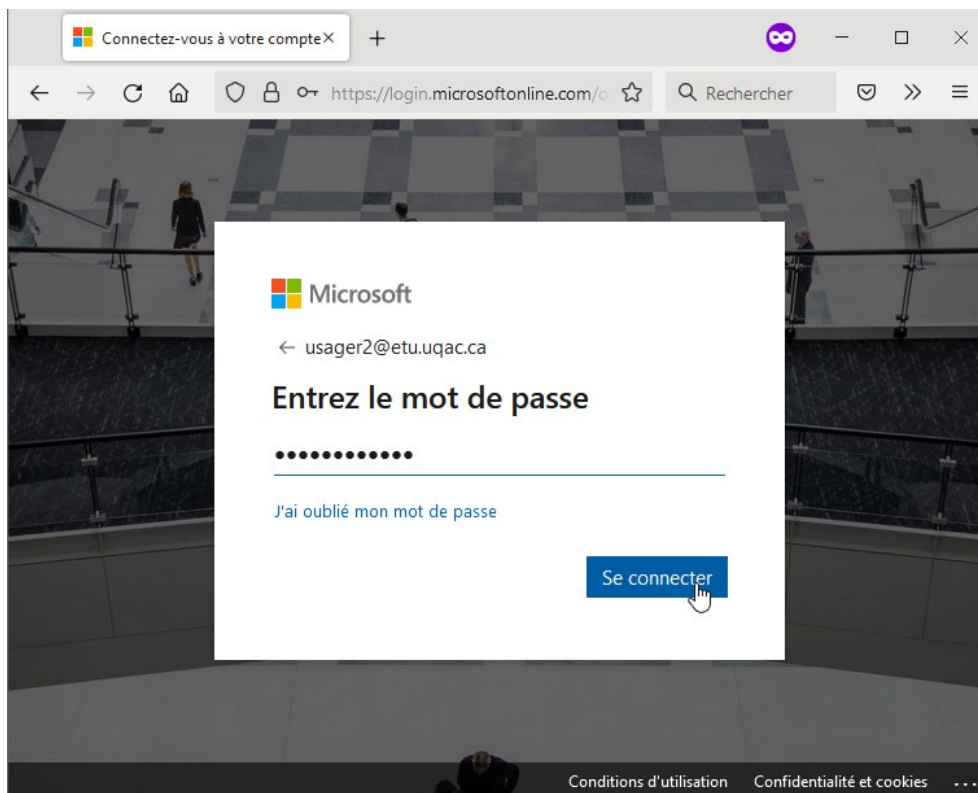 Connectez-vous à votre compte
https://login.microsoftonline.com/o
Rechercher
Microsoft
usager2@etu.uqac.ca
Entrez le mot de passe
••••••••••••
J'ai oublié mon mot de passe
Se connecter
Conditions d'utilisation Confidentialité et cookies ...